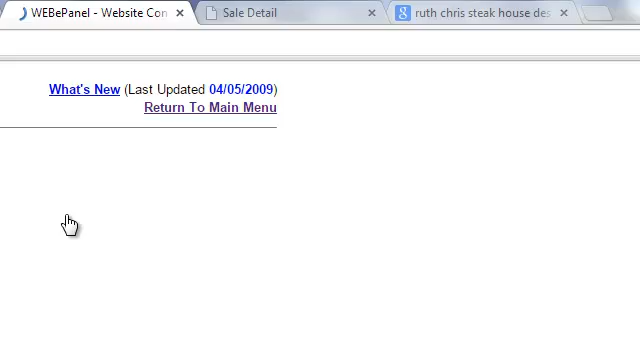 WEBePanel - Website Con
Sale Detail
ruth chris steak house des
What's New (Last Updated 04/05/2009)
Return To Main Menu